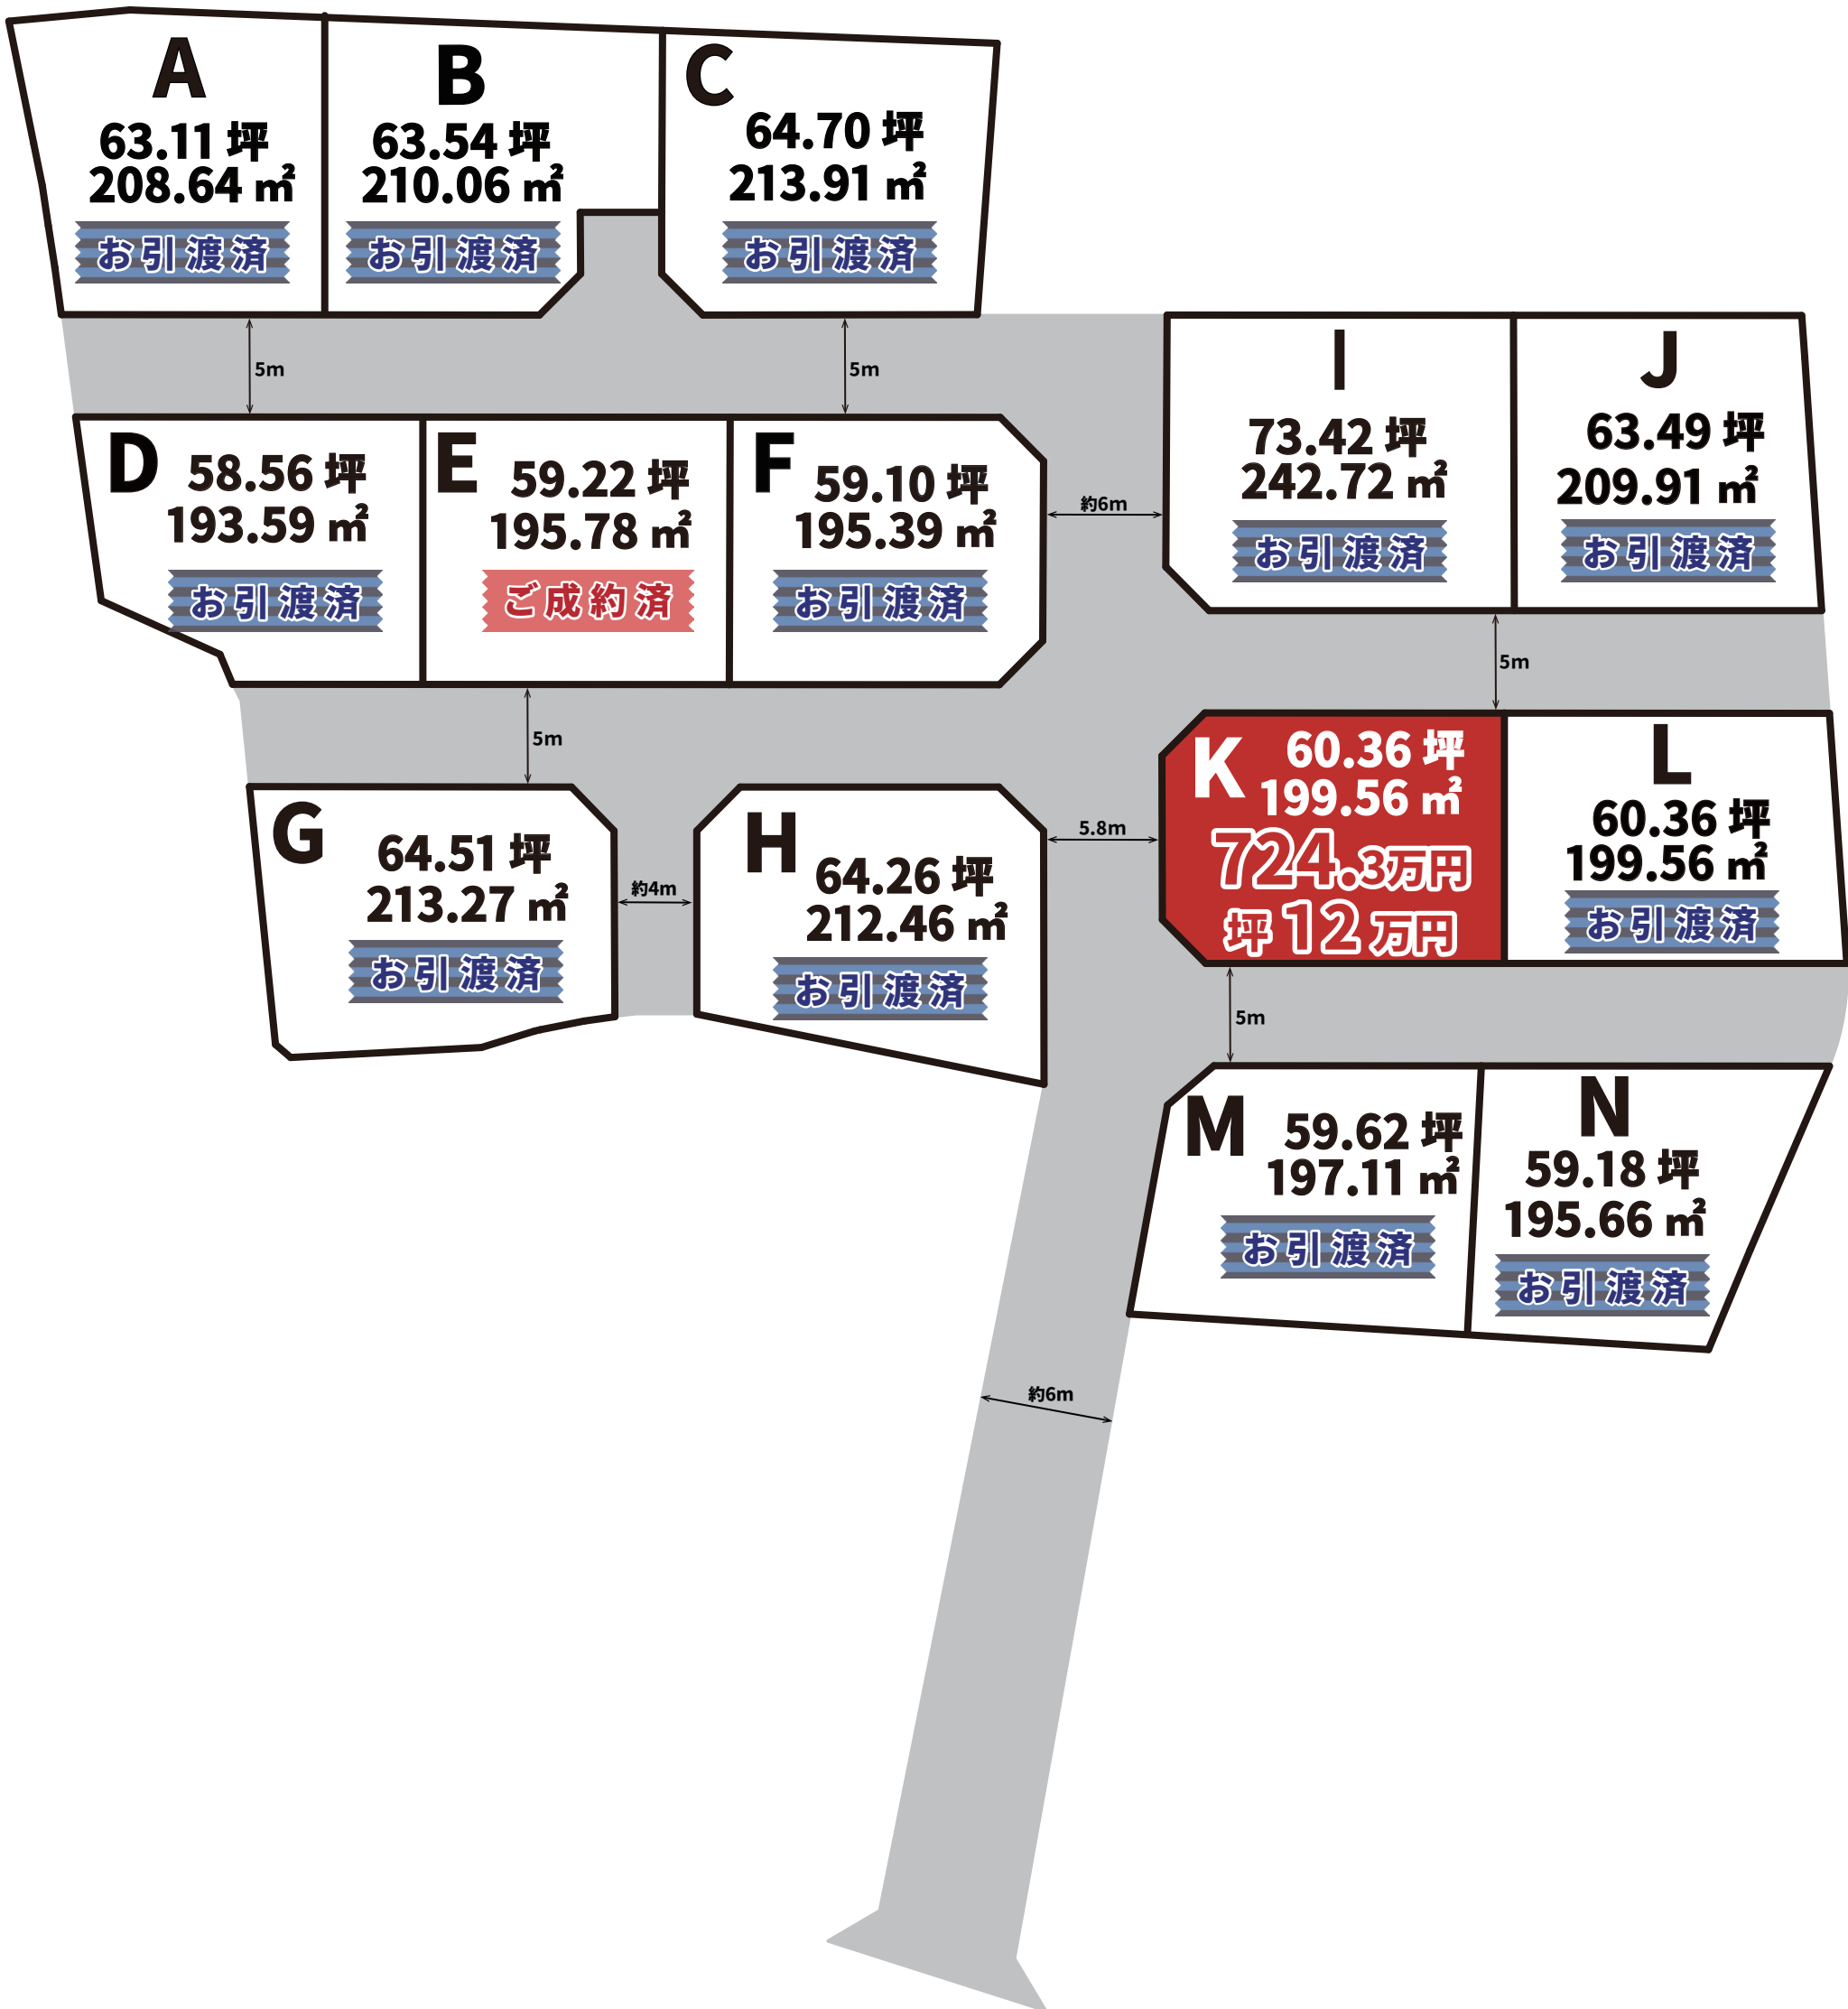 A
63.11 坪
208.64 ㎡
お引渡済
B
63.54 坪
210.06 ㎡
お引渡済
C
64.70 坪
213.91 ㎡
お引渡済
5m
5m
D
58.56 坪
193.59 ㎡
お引渡済
E
59.22 坪
195.78 ㎡
ご成約済
F
59.10 坪
195.39 ㎡
お引渡済
約6m
I
73.42 坪
242.72 ㎡
お引渡済
J
63.49 坪
209.91 ㎡
お引渡済
5m
5m
G
64.51 坪
213.27 ㎡
お引渡済
約4m
H
64.26 坪
212.46 ㎡
お引渡済
5.8m
K
60.36 坪
199.56 ㎡
724.3万円
坪12万円
L
60.36 坪
199.56 ㎡
お引渡済
5m
M
59.62 坪
197.11 ㎡
お引渡済
N
59.18 坪
195.66 ㎡
お引渡済
約6m